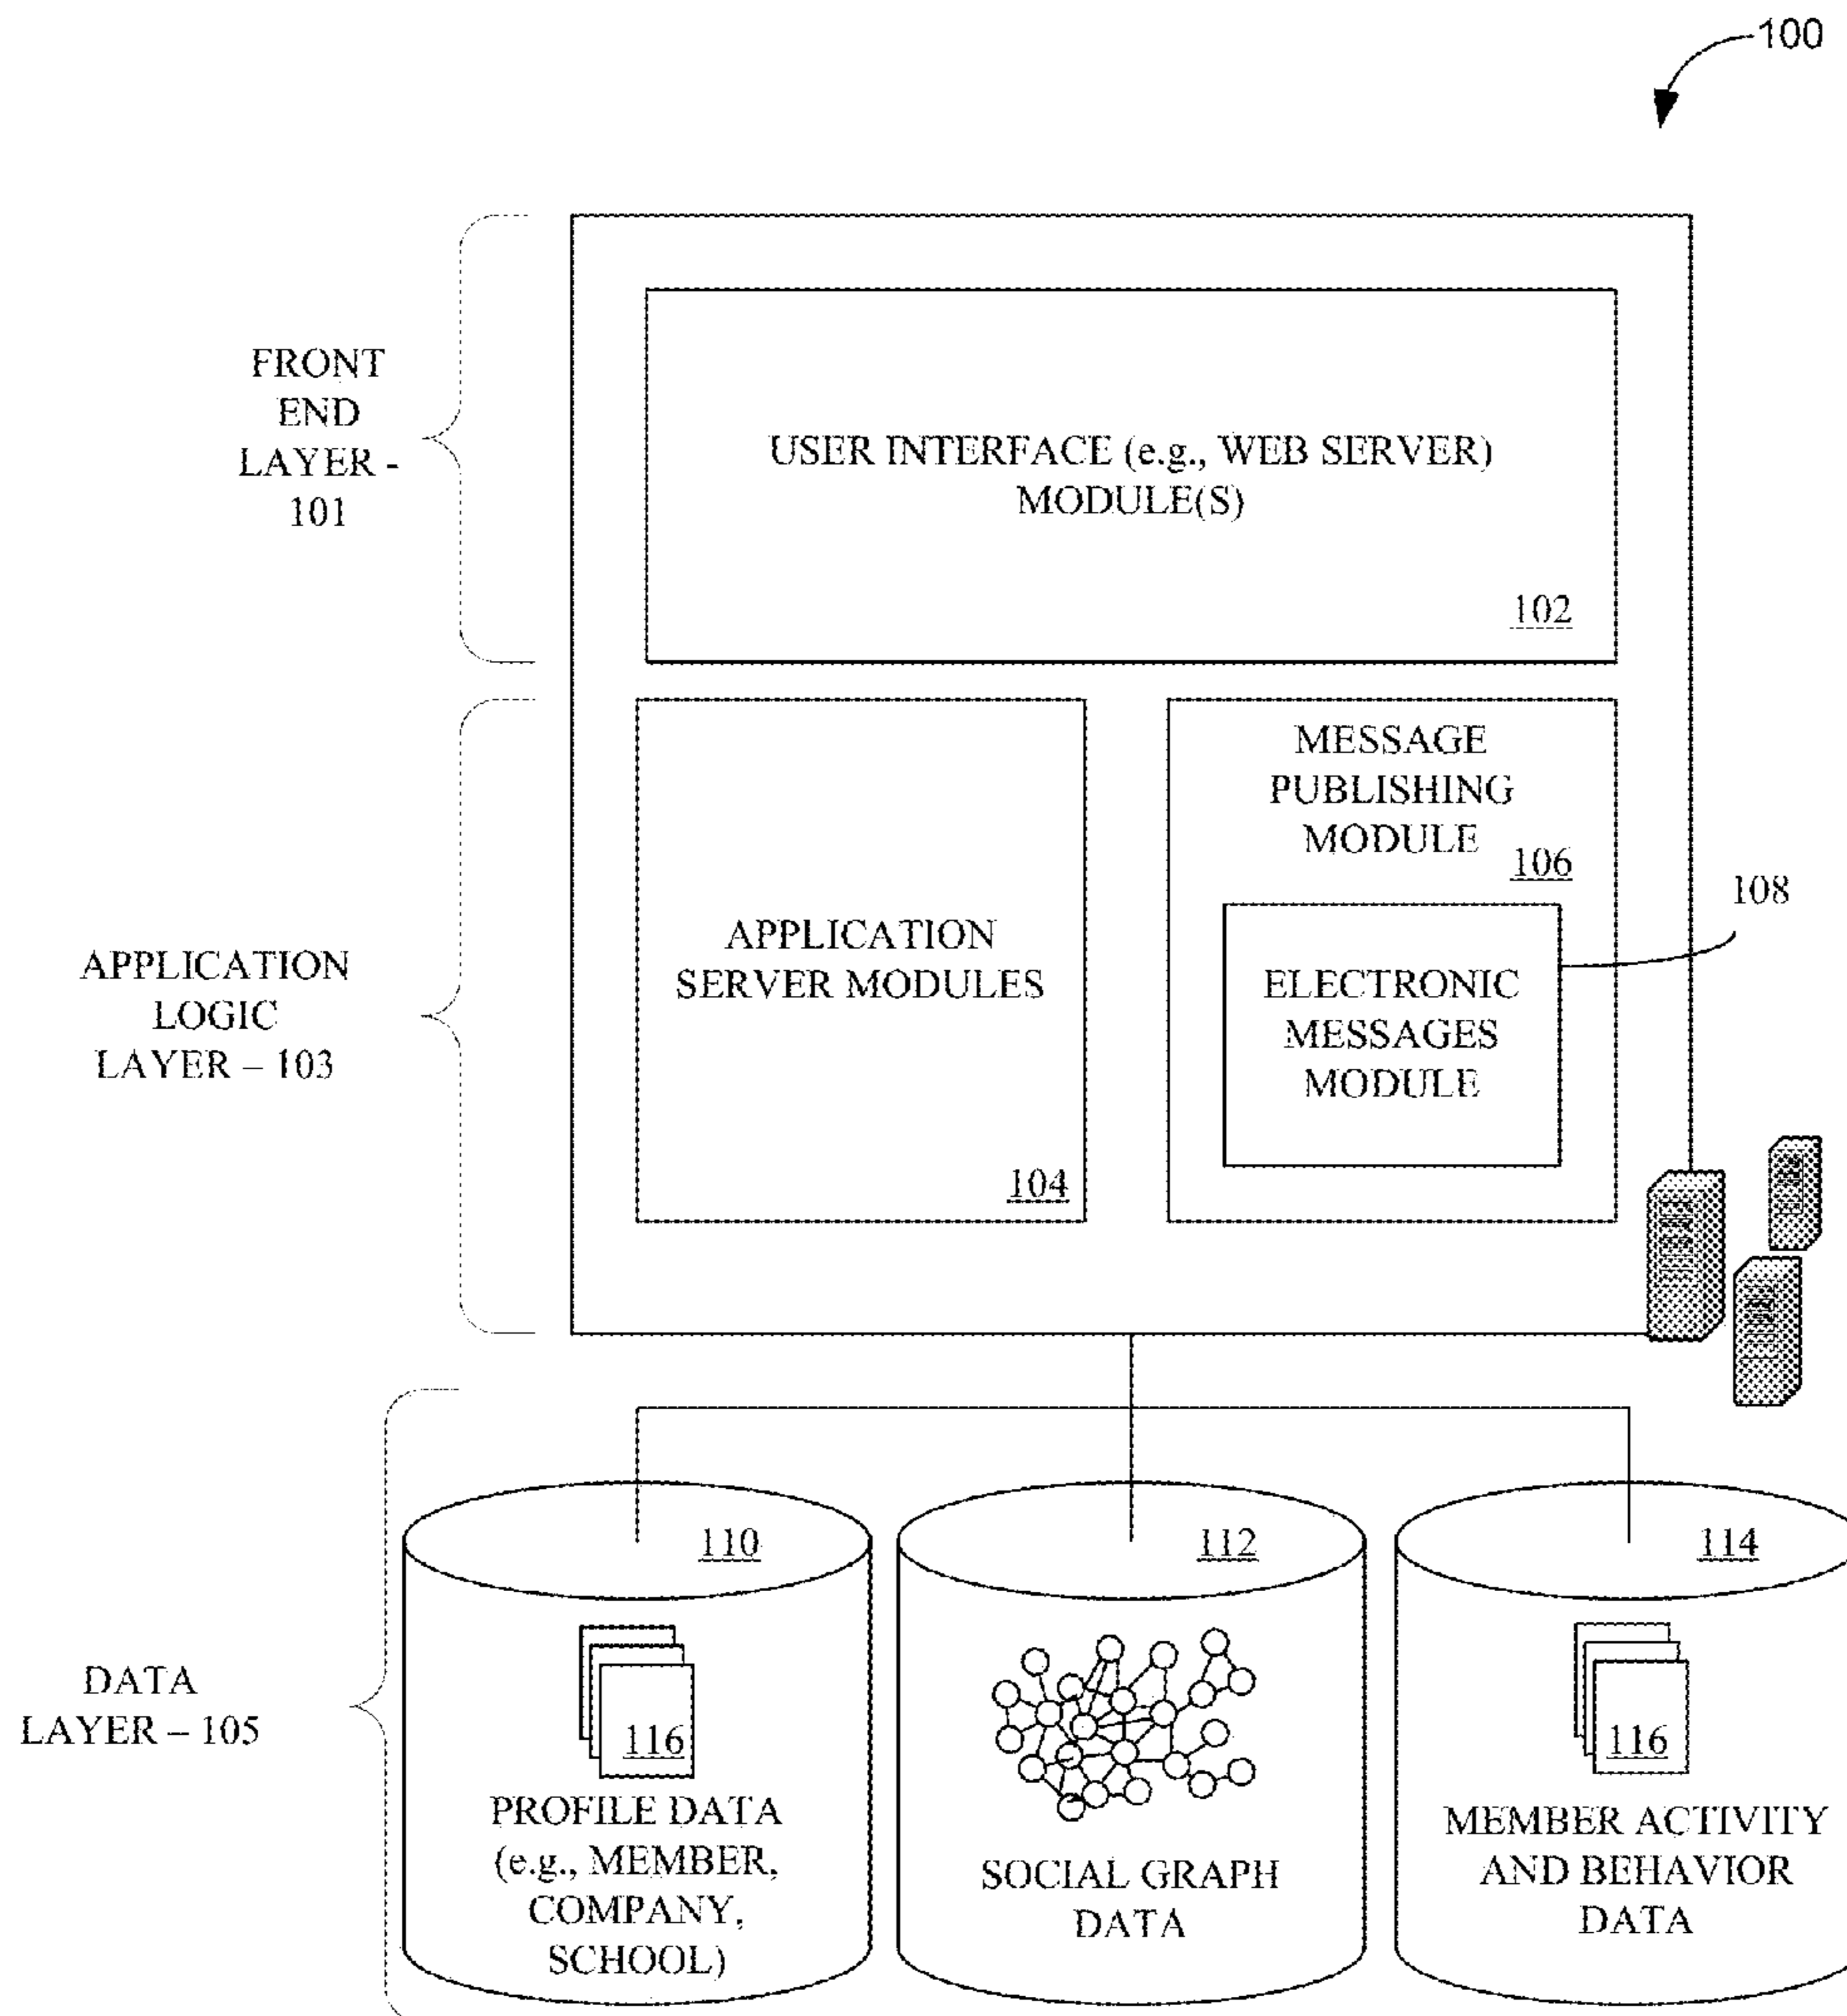 100
FRONT
END
LAYER -
101
USER INTERFACE (e.g., WEB SERVER)
MODULE(S)
102
APPLICATION
LOGIC
LAYER – 103
APPLICATION
SERVER MODULES
104
MESSAGE
PUBLISHING
MODULE
106
108
ELECTRONIC
MESSAGES
MODULE
DATA
LAYER – 105
110
116
PROFILE DATA
(e.g., MEMBER,
COMPANY,
SCHOOL)
112
SOCIAL GRAPH
DATA
114
116
MEMBER ACTIVITY
AND BEHAVIOR
DATA